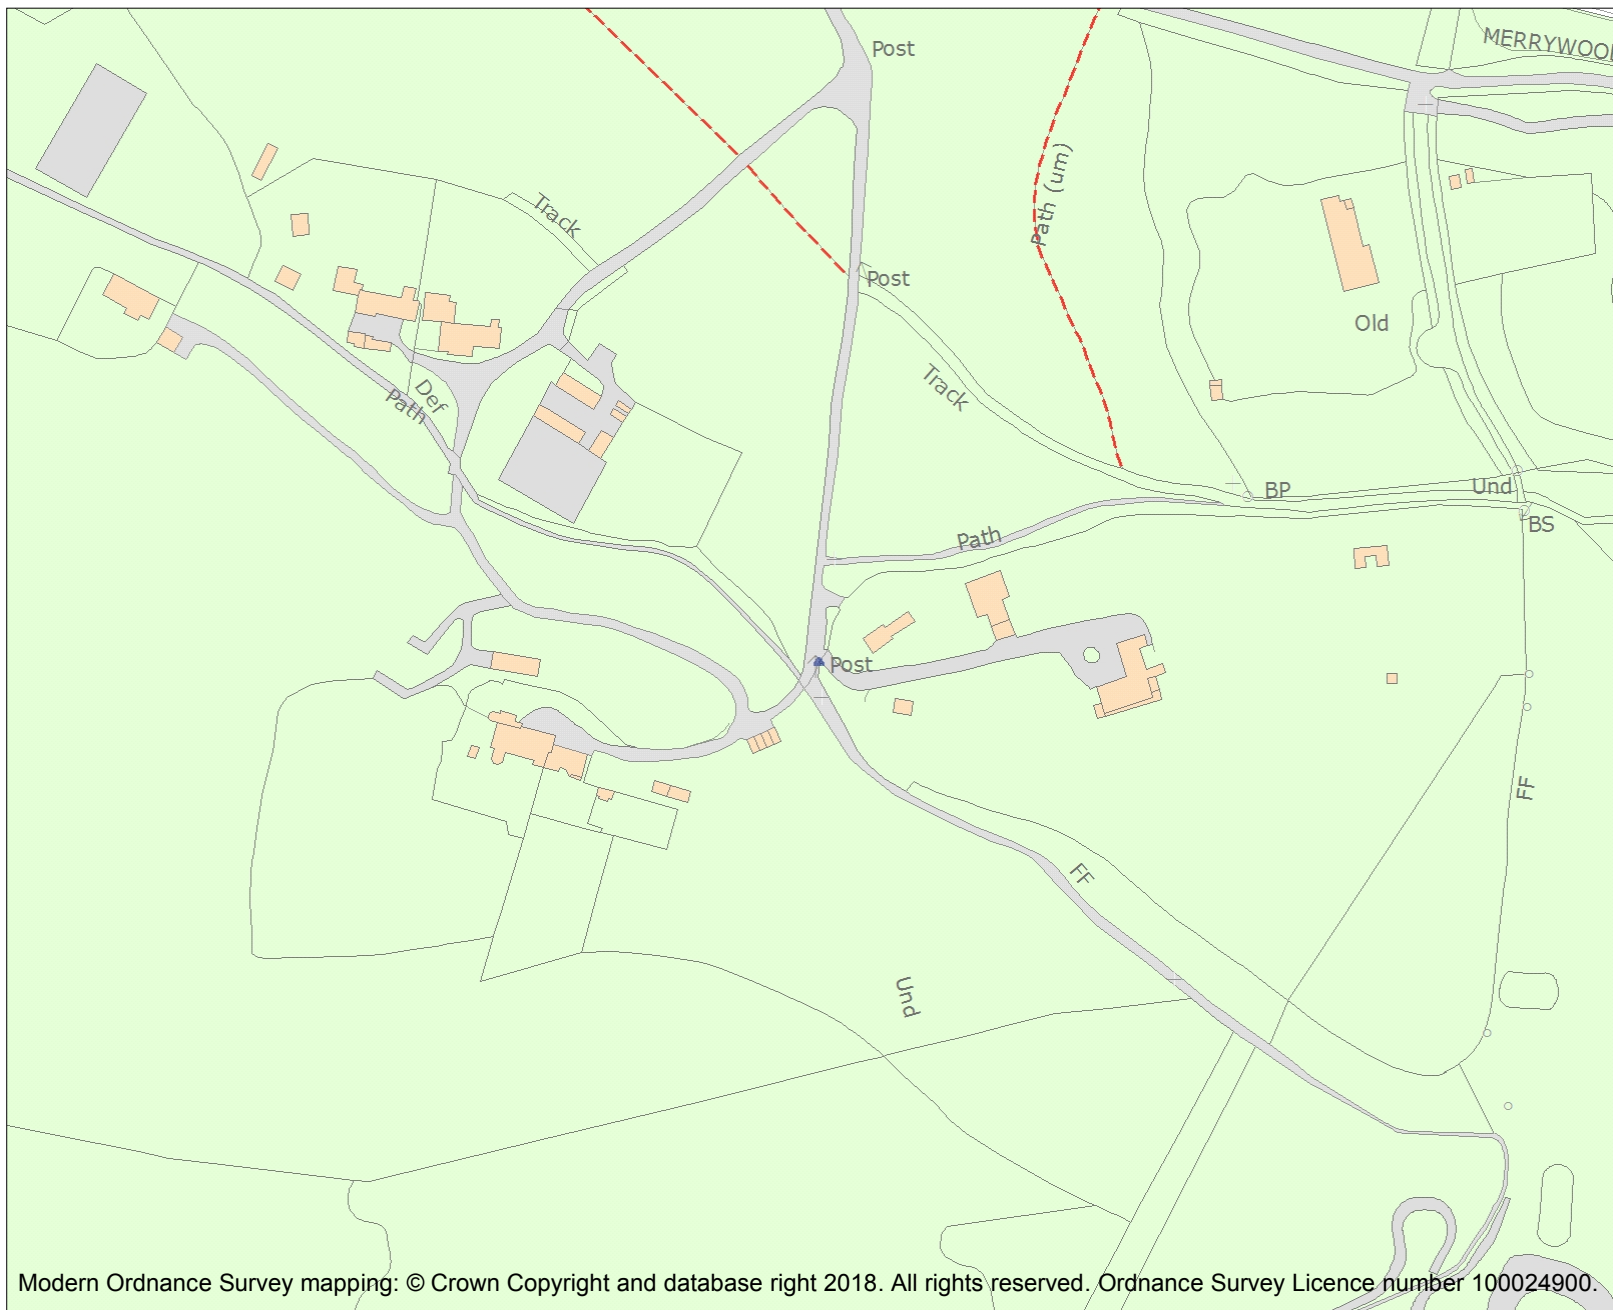 Post
MERRYWOO
Path (um)
Track
Post
Old
Track
Def
Path
BP
Und
BS
Path
Post
FF
FF
Und
Modern Ordnance Survey mapping: © Crown Copyright and database right 2018. All rights reserved. Ordnance Survey Licence number 100024900.